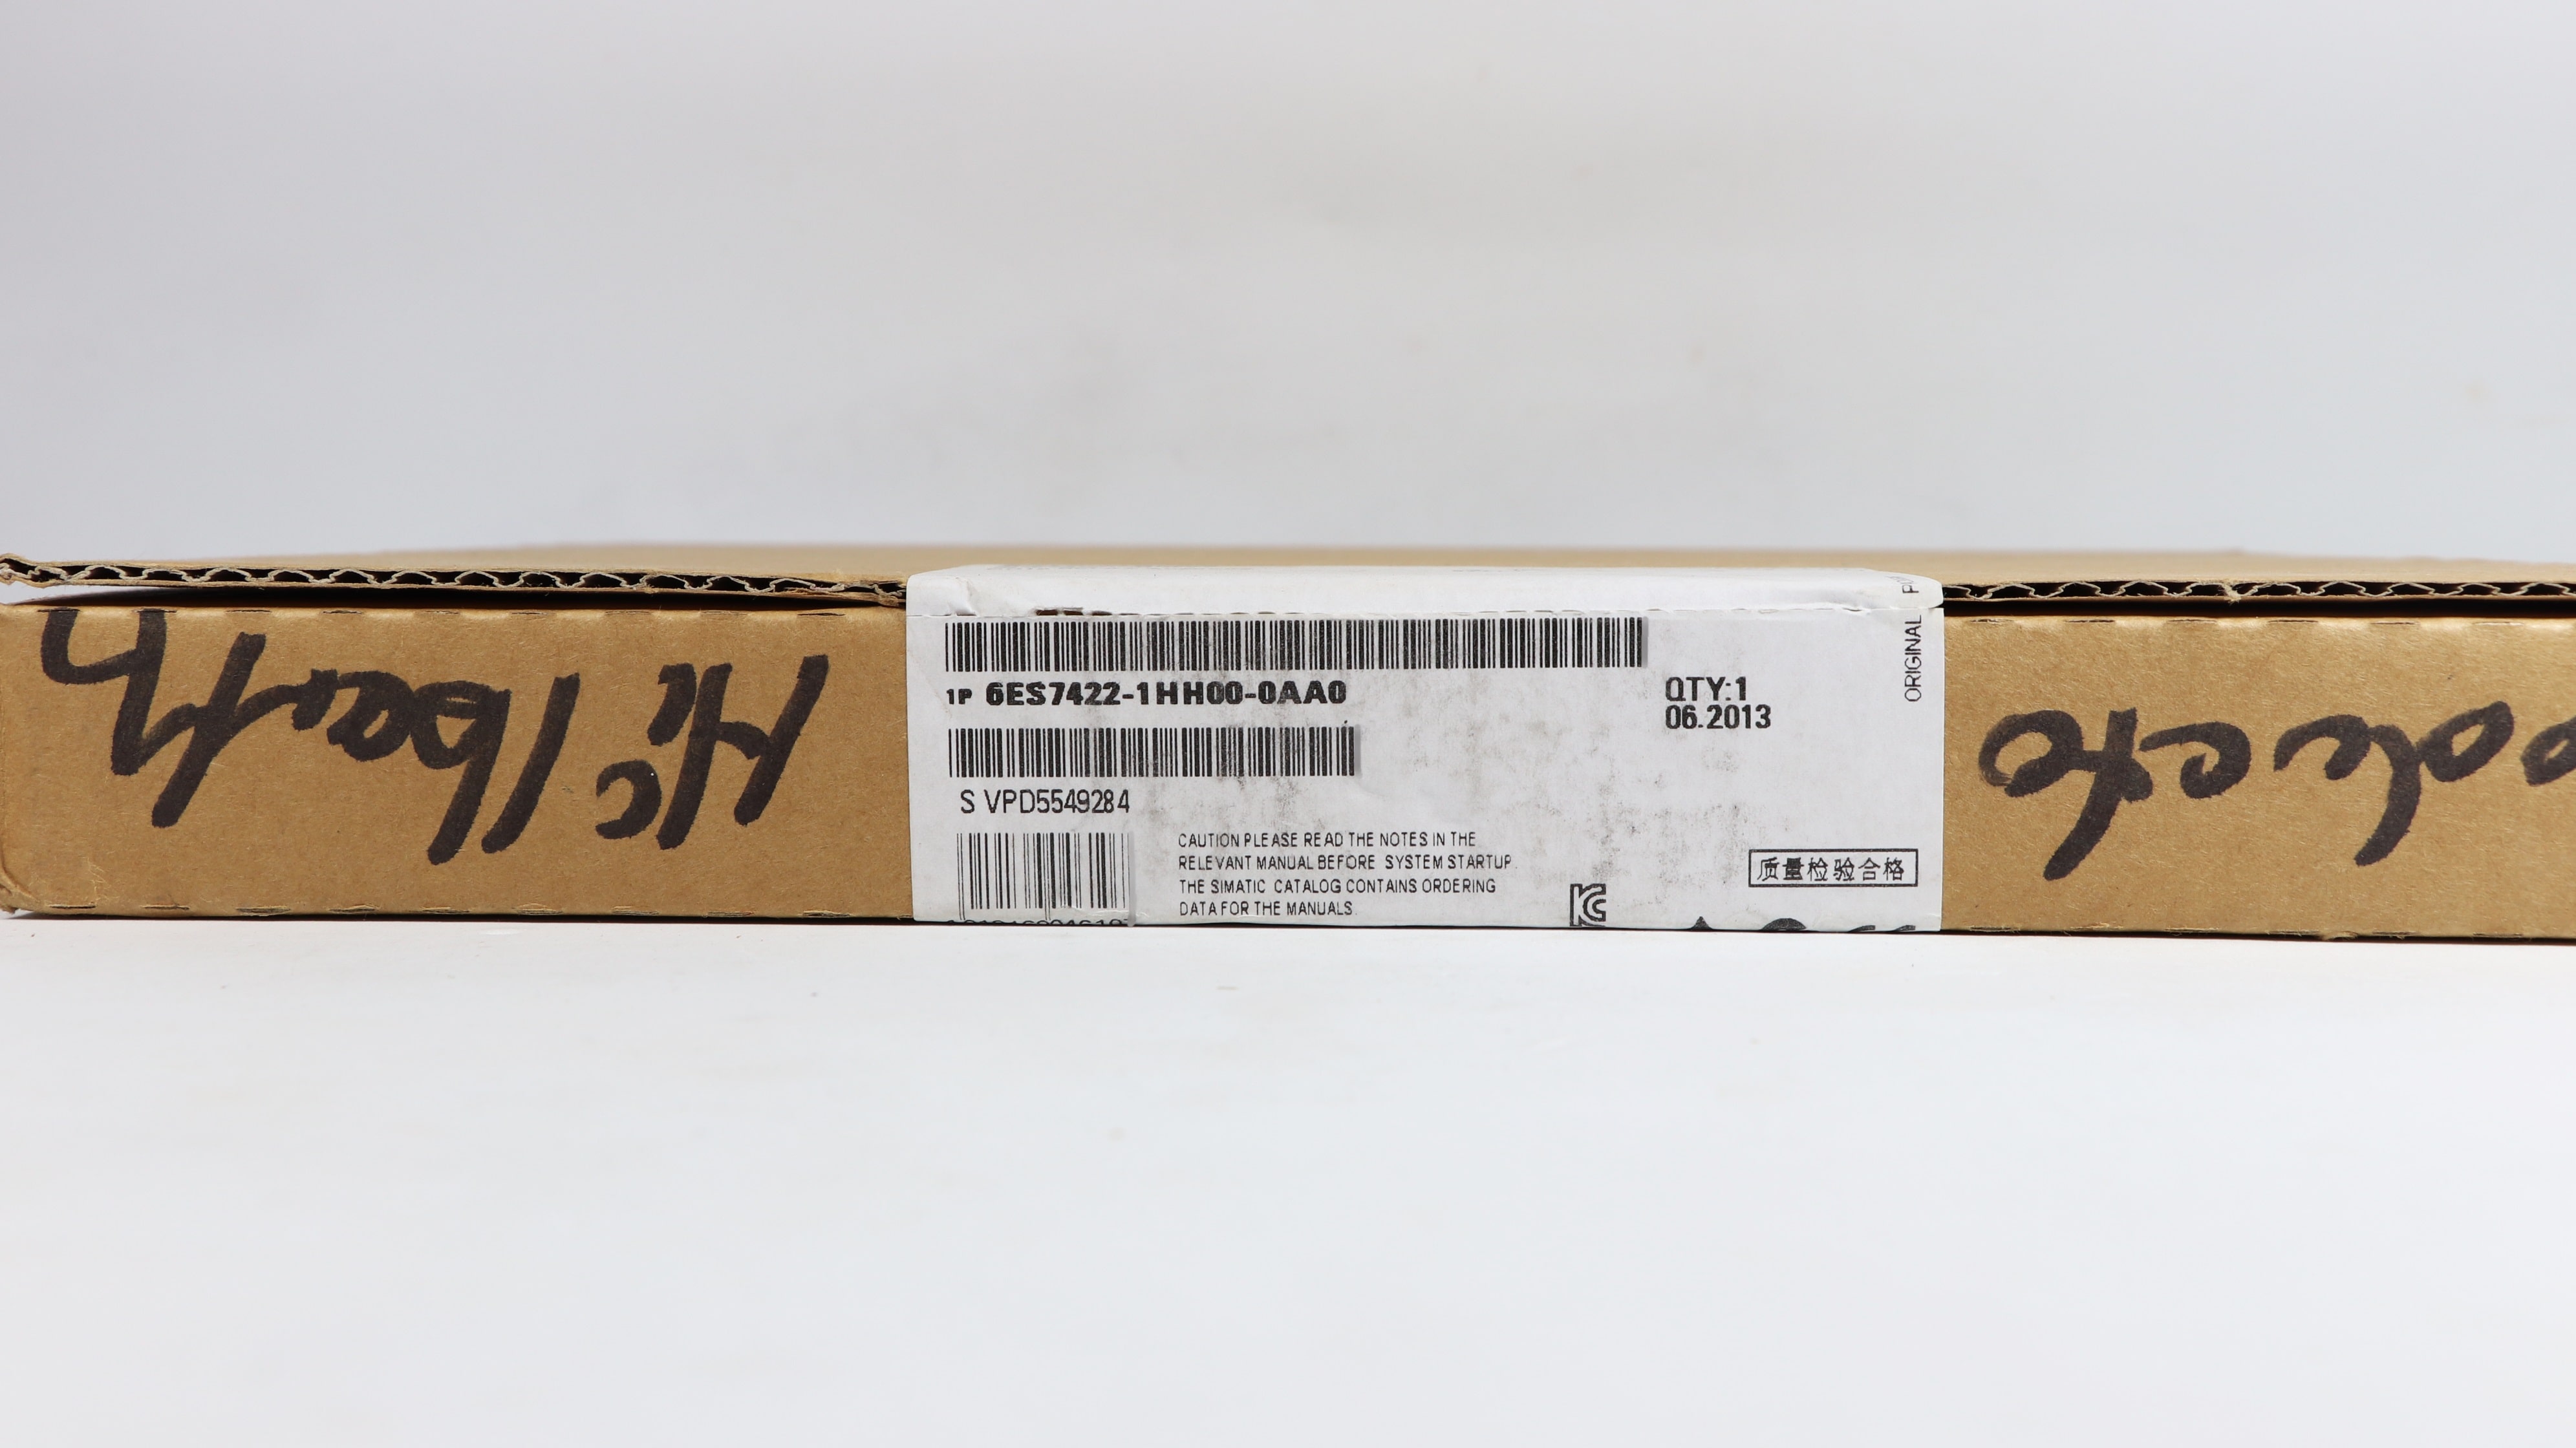 1P 6ES7422-1HH00-0AA0
QTY:1
06.2013
S VPD5549284
CAUTION PLEASE READ THE NOTES IN THE
RELEVANT MANUAL BEFORE SYSTEM STARTUP.
THE SIMATIC CATALOG CONTAINS ORDERING
DATA FOR THE MANUALS
质量检验合格
ORIGINAL